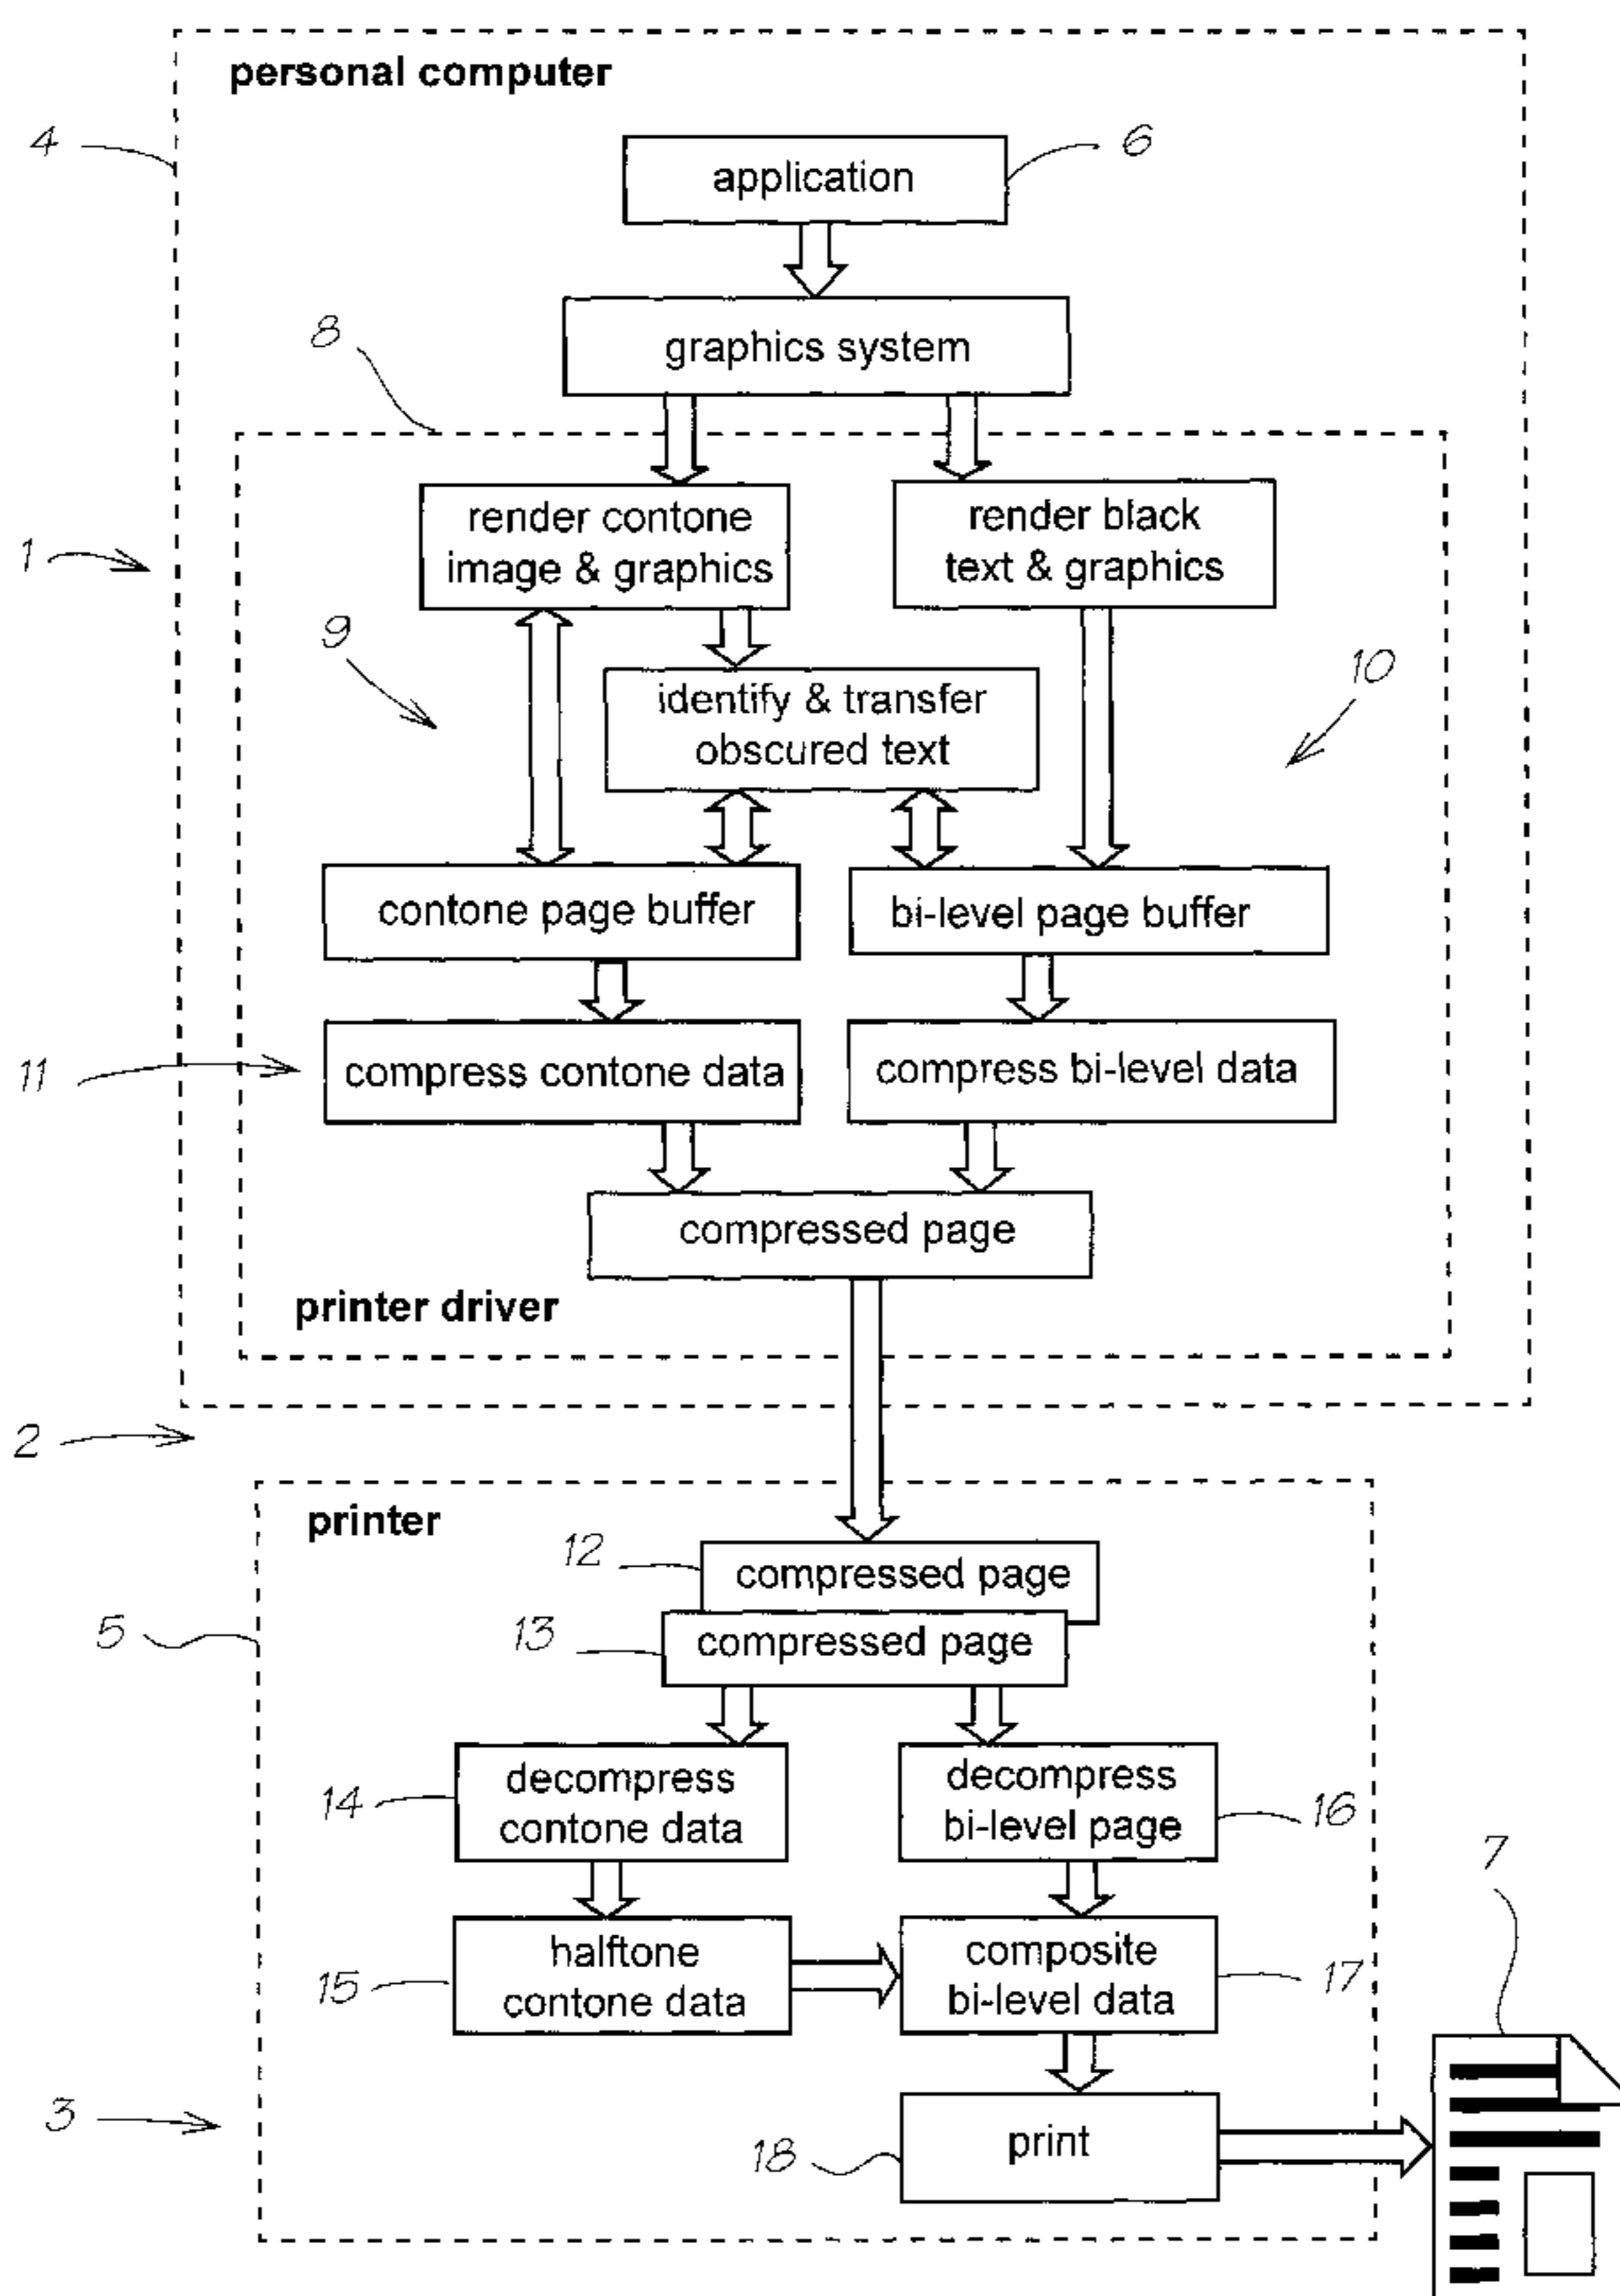 personal computer
4
application
6
graphics system
8
render contone
image & graphics
render black
text & graphics
1
9
identify & transfer
obscured text
10
contone page buffer
bi-level page buffer
11
compress contone data
compress bi-level data
compressed page
printer driver
2
printer
12
compressed page
5
13
compressed page
14
decompress
contone data
decompress
bi-level page
16
7
15
halftone
contone data
composite
bi-level data
17
3
18
print